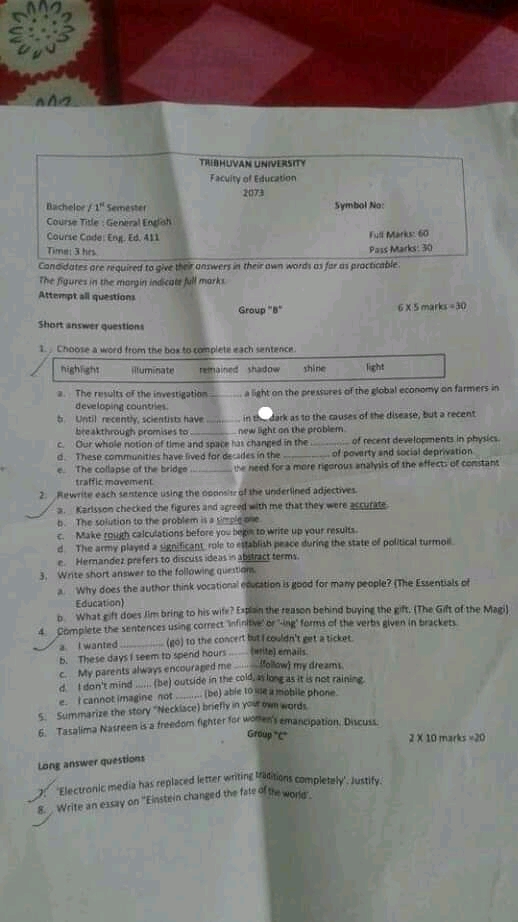 TRIBHUVAN UNIVERSITY
Faculty of Education
2073
Bachelor / 1st Semester
Symbol No:
Course Title : General English
Course Code: Eng. Ed. 411
Full Marks: 60
Time: 3 hrs.
Pass Marks: 30
Candidates are required to give their answers in their own words as far as practicable.
The figures in the margin indicate full marks.
Attempt all questions
Group "B"
6 X 5 marks =30
Short answer questions
1. Choose a word from the box to complete each sentence.
highlight illuminate remained shadow shine light
a. The results of the investigation ........... a light on the pressures of the global economy on farmers in
developing countries.
b. Until recently, scientists have ............ in the dark as to the causes of the disease, but a recent
breakthrough promises to ............... new light on the problem.
c. Our whole notion of time and space has changed in the ............. of recent developments in physics.
d. These communities have lived for decades in the ............... of poverty and social deprivation.
e. The collapse of the bridge .............. the need for a more rigorous analysis of the effects of constant
traffic movement.
2. Rewrite each sentence using the opposite of the underlined adjectives.
a. Karlsson checked the figures and agreed with me that they were accurate.
b. The solution to the problem is a simple one.
c. Make rough calculations before you begin to write up your results.
d. The army played a significant role to establish peace during the state of political turmoil.
e. Hernandez prefers to discuss ideas in abstract terms.
3. Write short answer to the following questions.
a. Why does the author think vocational education is good for many people? (The Essentials of
Education)
b. What gift does Jim bring to his wife? Explain the reason behind buying the gift. (The Gift of the Magi)
4. Complete the sentences using correct 'infinitive' or '-ing' forms of the verbs given in brackets.
a. I wanted .............. (go) to the concert but I couldn't get a ticket.
b. These days I seem to spend hours ...... (write) emails.
c. My parents always encouraged me ........ (follow) my dreams.
d. I don't mind ...... (be) outside in the cold, as long as it is not raining.
e. I cannot imagine not ......... (be) able to use a mobile phone.
5. Summarize the story "Necklace) briefly in your own words.
6. Tasalima Nasreen is a freedom fighter for women's emancipation. Discuss.
Group "C"
2 X 10 marks =20
Long answer questions
7. 'Electronic media has replaced letter writing traditions completely'. Justify.
8. Write an essay on "Einstein changed the fate of the world'.